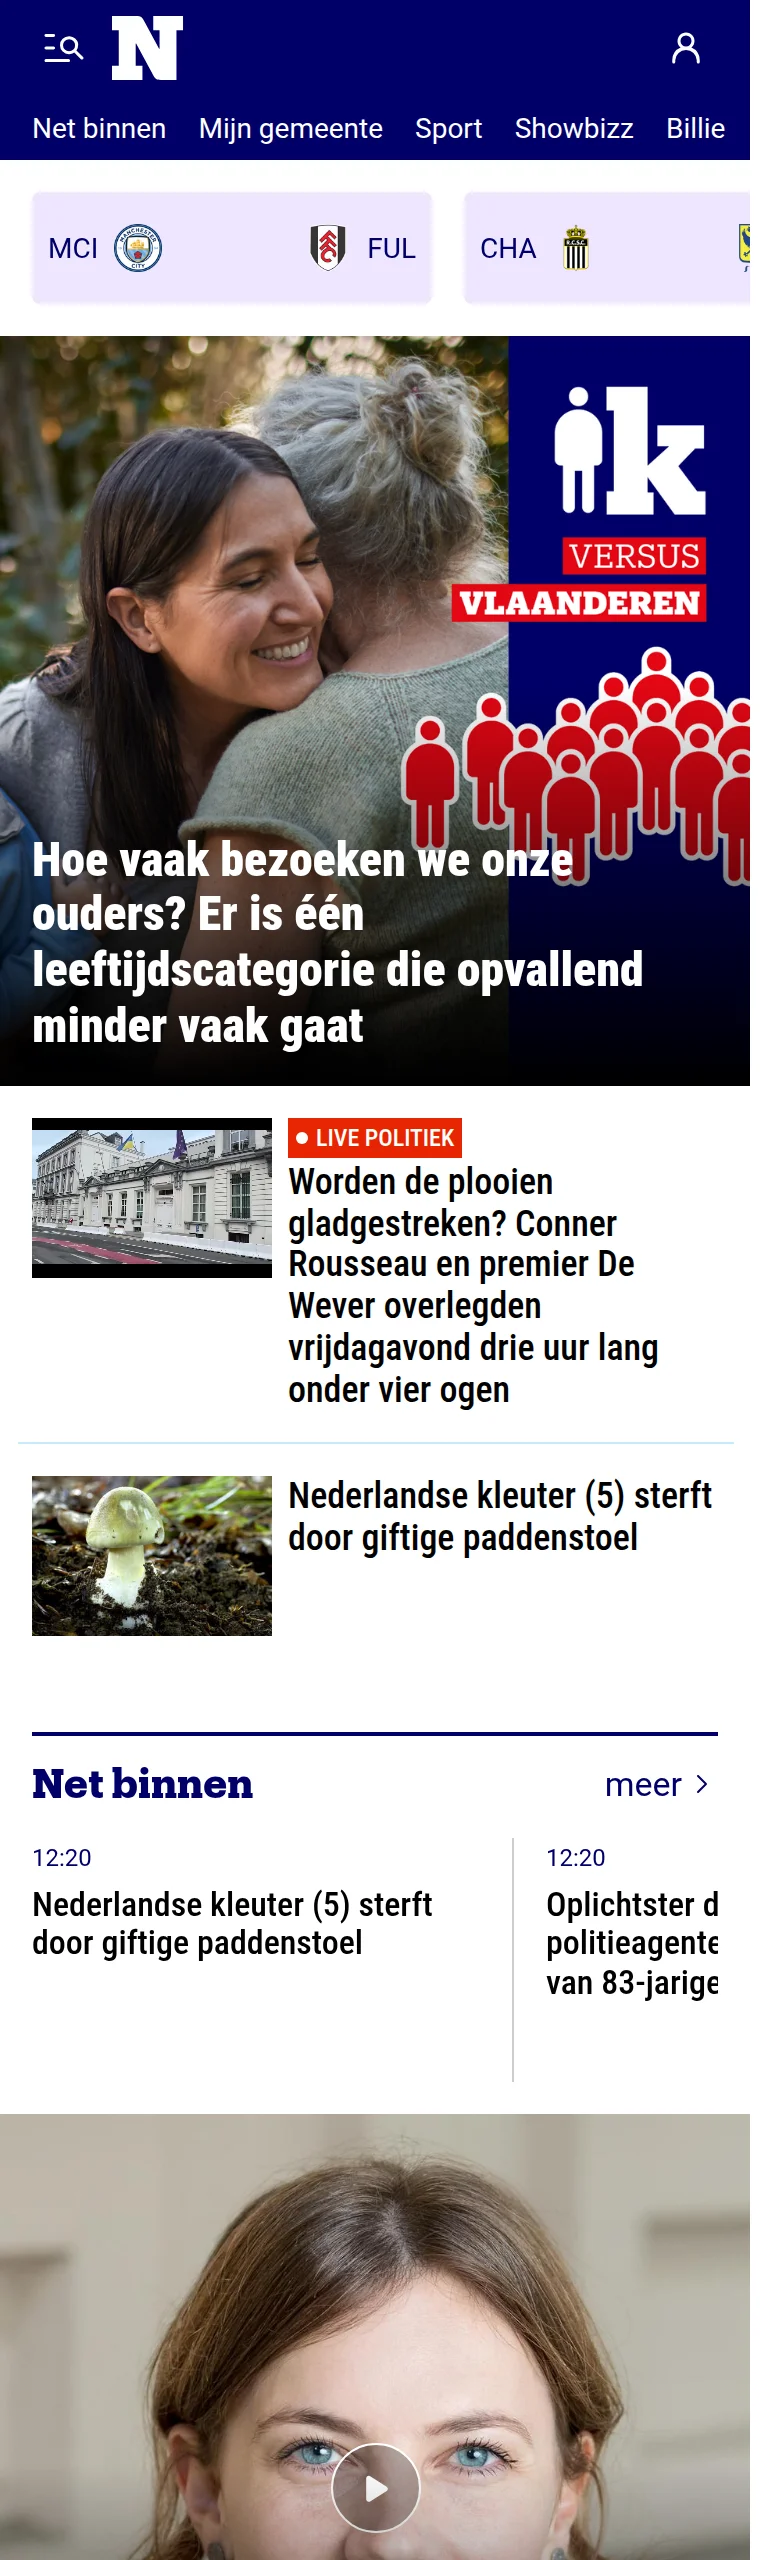 N
Net binnen Mijn gemeente Sport Showbizz Billie
MCI FUL CHA
ik
VERSUS
VLAANDEREN
Hoe vaak bezoeken we onze
ouders? Er is één
leeftijdscategorie die opvallend
minder vaak gaat
LIVE POLITIEK
Worden de plooien
gladgestreken? Conner
Rousseau en premier De
Wever overlegden
vrijdagavond drie uur lang
onder vier ogen
Nederlandse kleuter (5) sterft
door giftige paddenstoel
Net binnen meer
12:20
Nederlandse kleuter (5) sterft
door giftige paddenstoel
12:20
Oplichtster d
politieagente
van 83-jarige